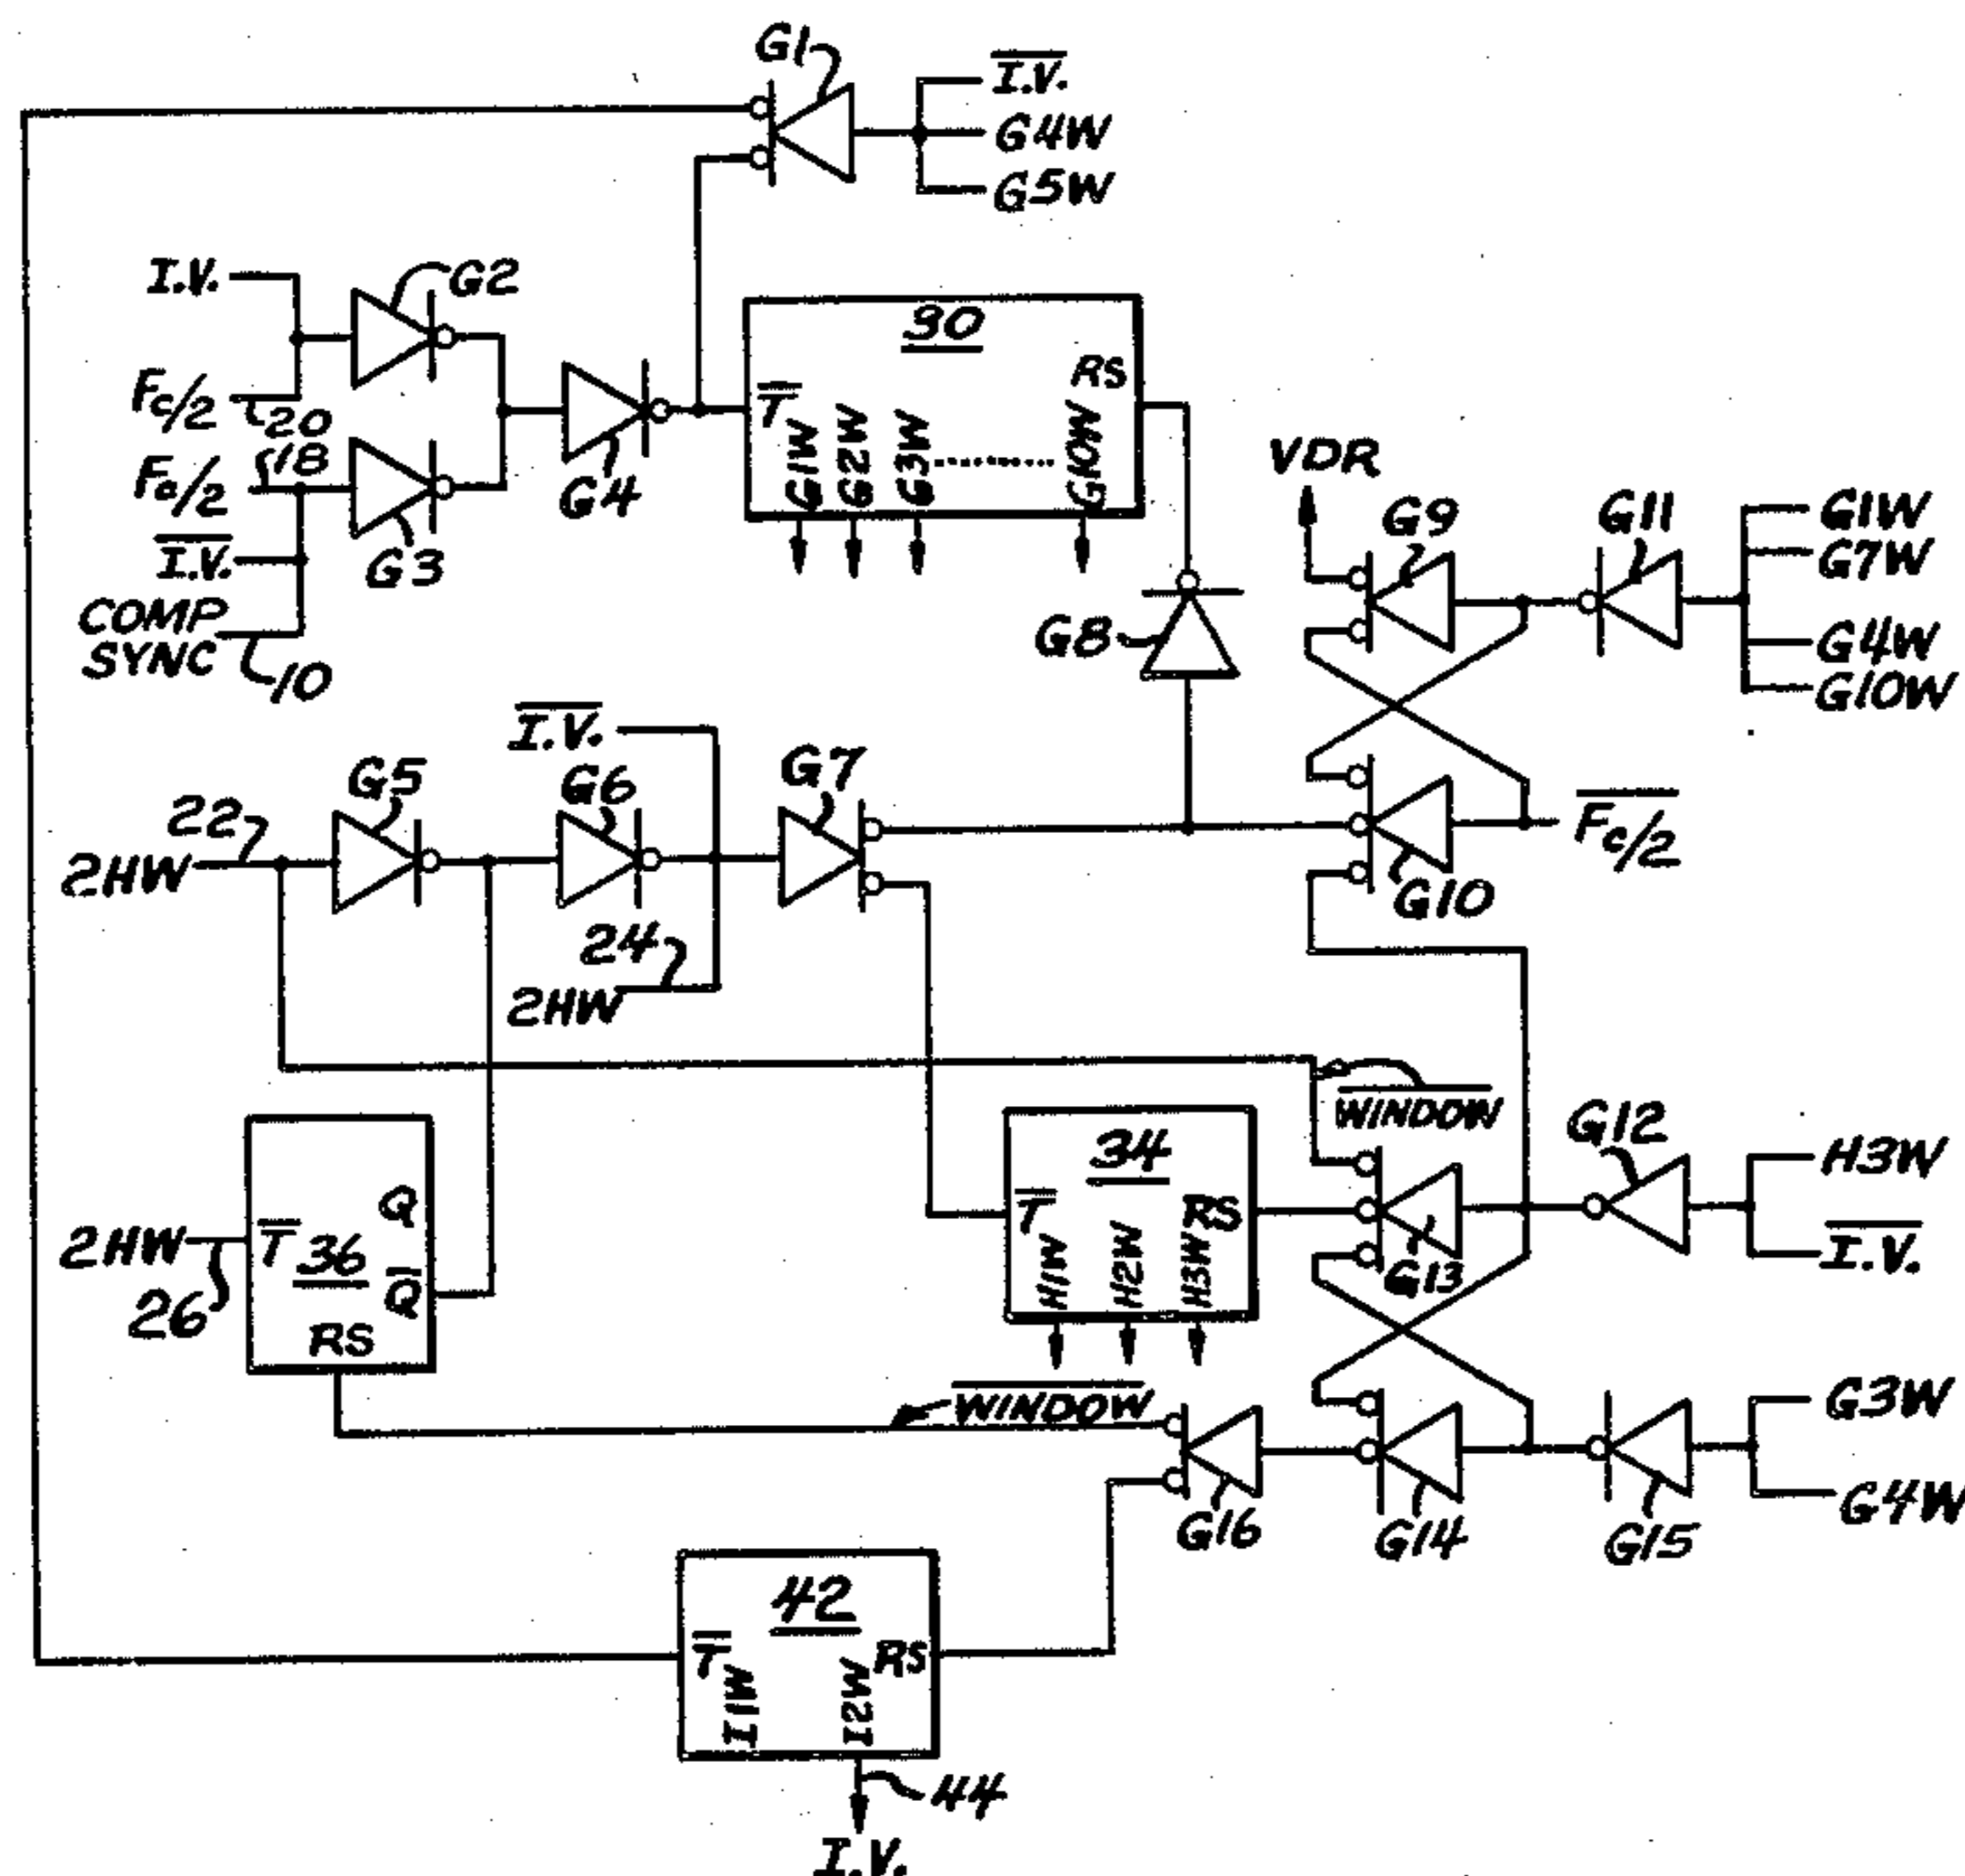 G1
I.V.
G4W
G5W
I.V.
G2
30
RS
Fc/2
20
T
G1W
G2W
G3W
G10W
18
Fc/2
G4
VDR
G9
G11
G1W
G7W
I.V.
G3
COMP
SYNC
10
G8
G4W
G10W
I.V.
G5
G6
G7
22
2HW
Fc/2
24
2HW
G10
WINDOW
G12
H3W
34
Q
T
RS
2HW
T
36
Q
H1W
H2W
H3W
G13
I.V.
26
RS
WINDOW
G3W
G16
G14
G15
G4W
42
T
RS
I1W
I2W
44
I.V.